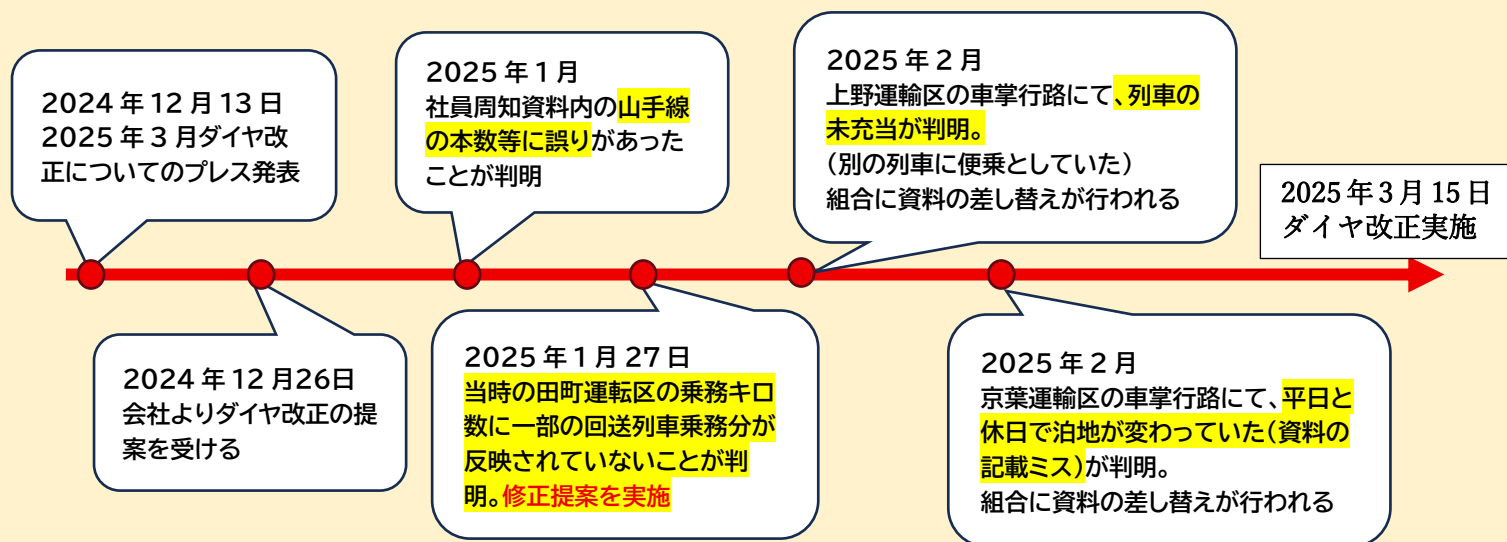 2024年12月13日
2025年3月ダイヤ改
正についてのプレス発表
2024年12月26日
会社よりダイヤ改正の提
案を受ける
2025年1月
社員周知資料内の山手線
の本数等に誤りがあった
ことが判明
2025年1月27日
当時の田町運転区の乗務キロ
数に一部の回送列車乗務分が
反映されていないことが判
明。修正提案を実施
2025年2月
上野運輸区の車掌行路にて、列車の
未充当が判明。
(別の列車に便乗としていた)
組合に資料の差し替えが行われる
2025年2月
京葉運輸区の車掌行路にて、平日と
休日で泊地が変わっていた(資料の
記載ミス)が判明。
組合に資料の差し替えが行われる
2025年3月15日
ダイヤ改正実施